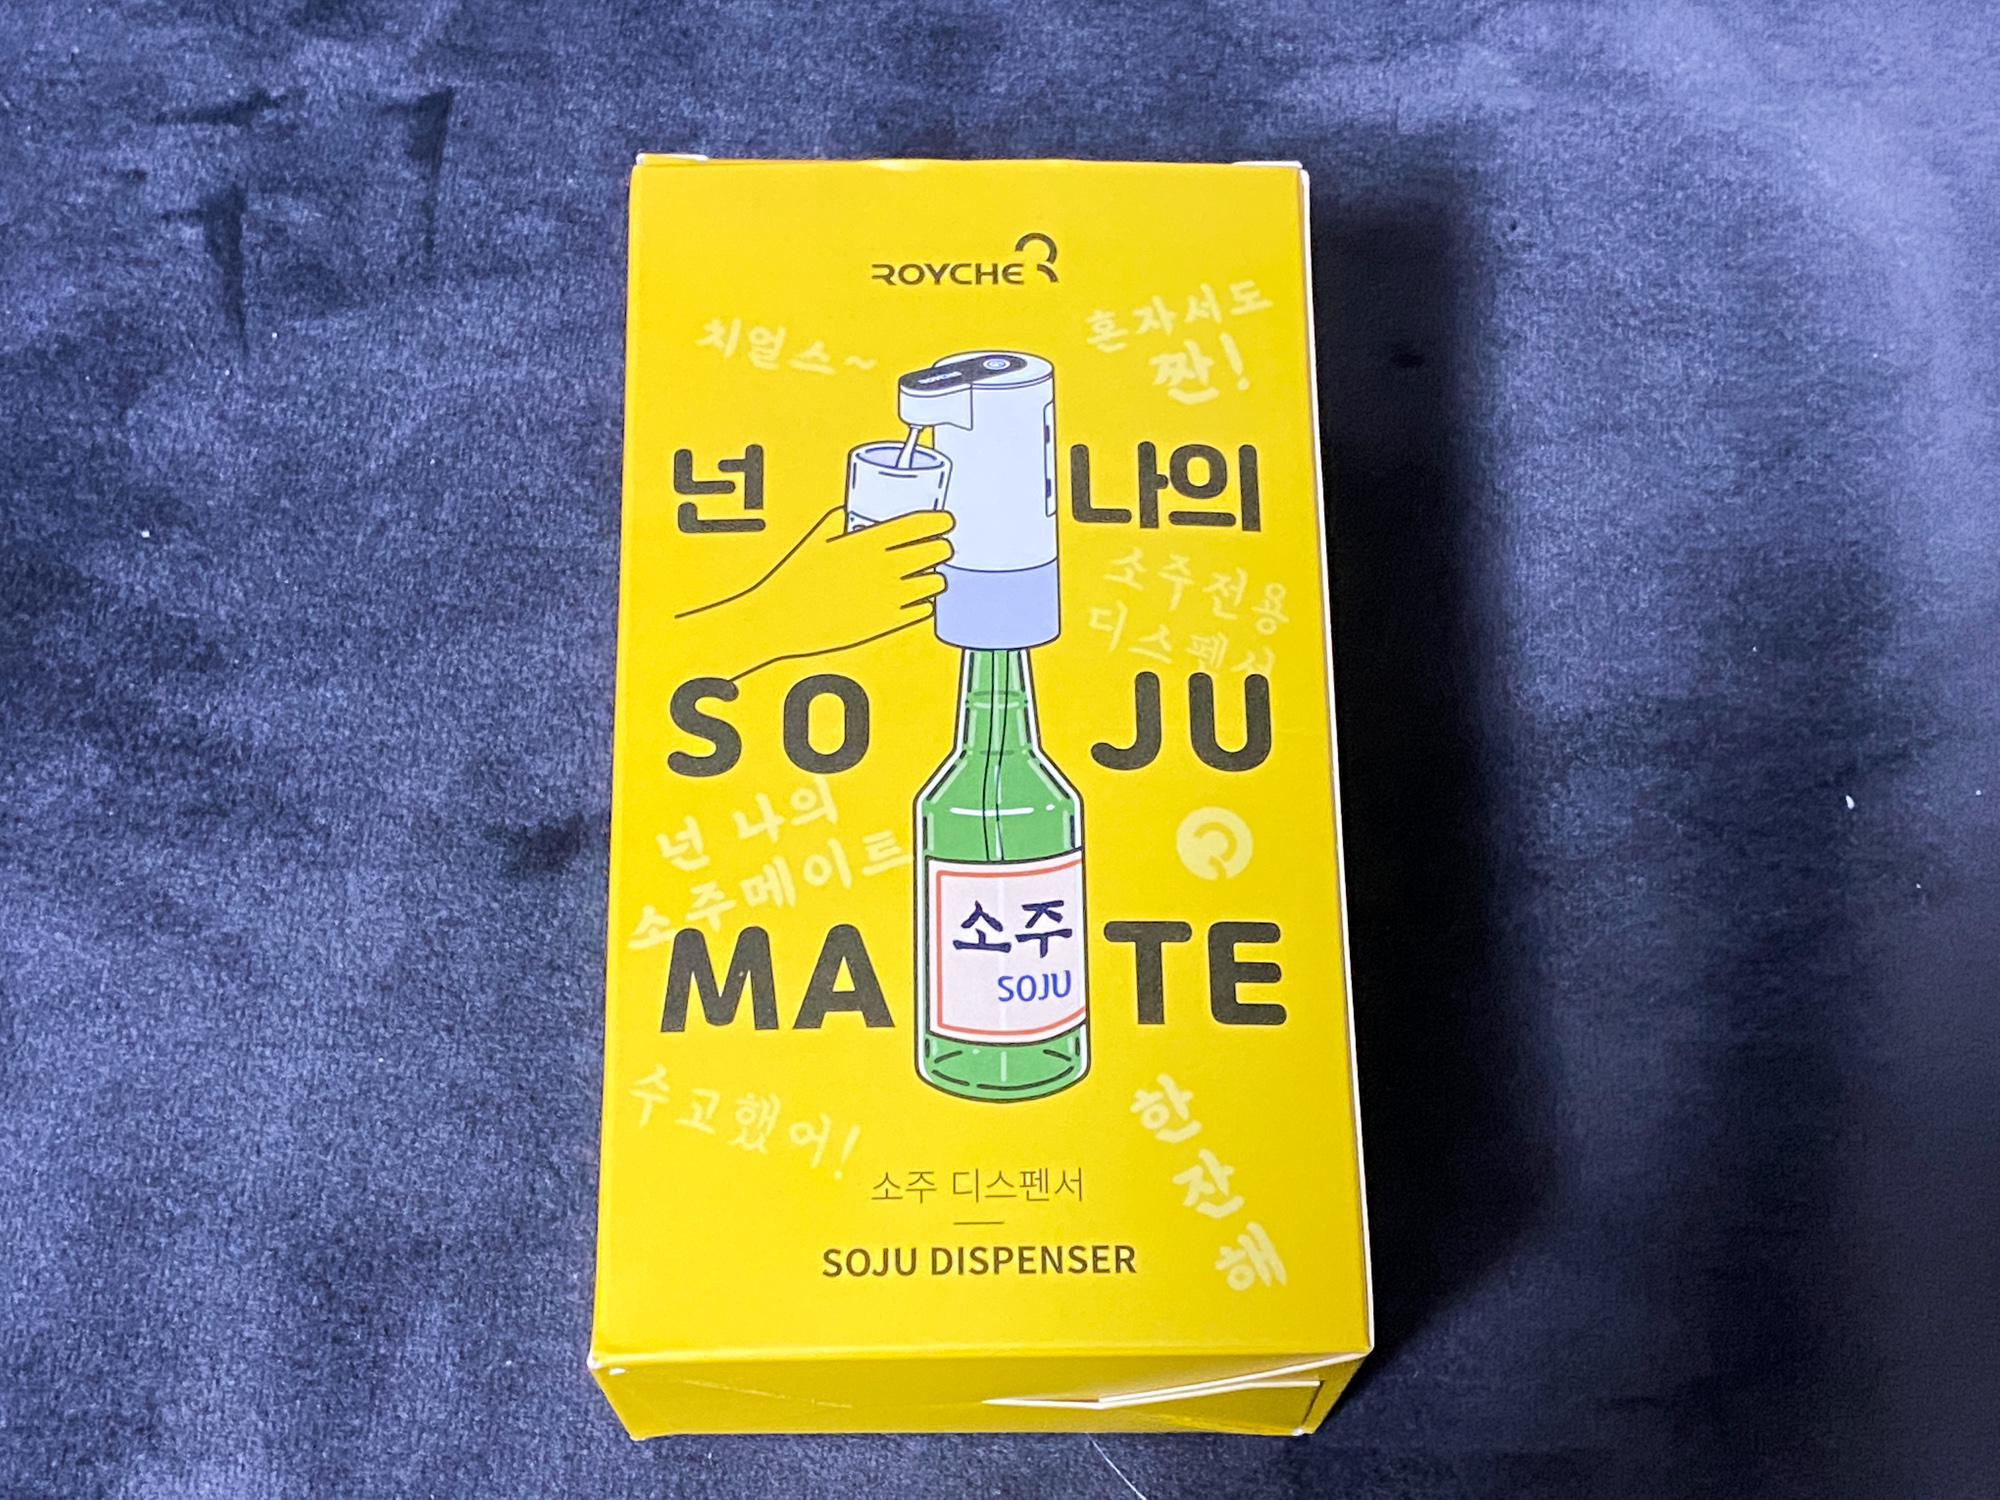 ROYCHE
치얼스~
혼자서도
짠!
넌 나의
소주전용
디스펜서
SO JU
넌 나의
소주메이트
MA TE
소주
SOJU
수고했어!
한
잔
해
소주 디스펜서
SOJU DISPENSER